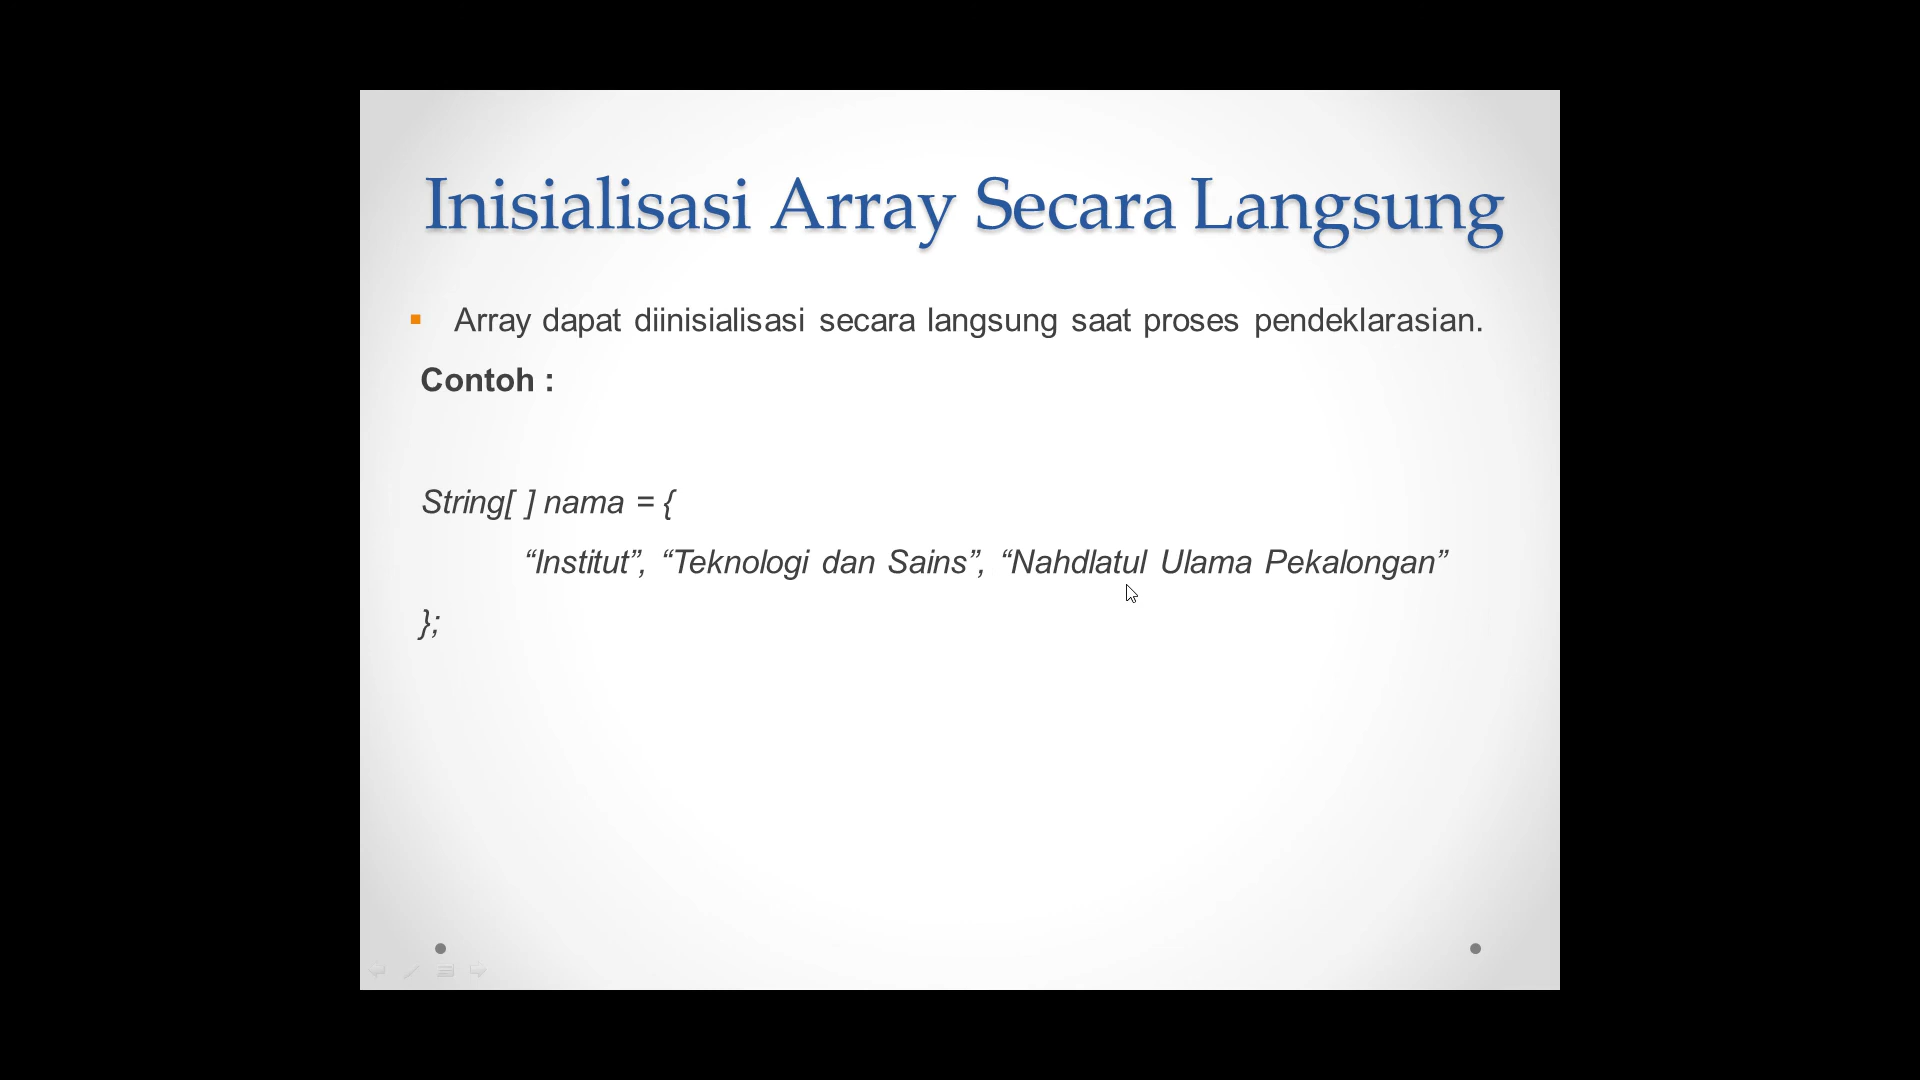 Inisialisasi Array Secara Langsung
▪ Array dapat diinisialisasi secara langsung saat proses pendeklarasian.
Contoh :
String[ ] nama = {
“Institut”, “Teknologi dan Sains”, “Nahdlatul Ulama Pekalongan”
};